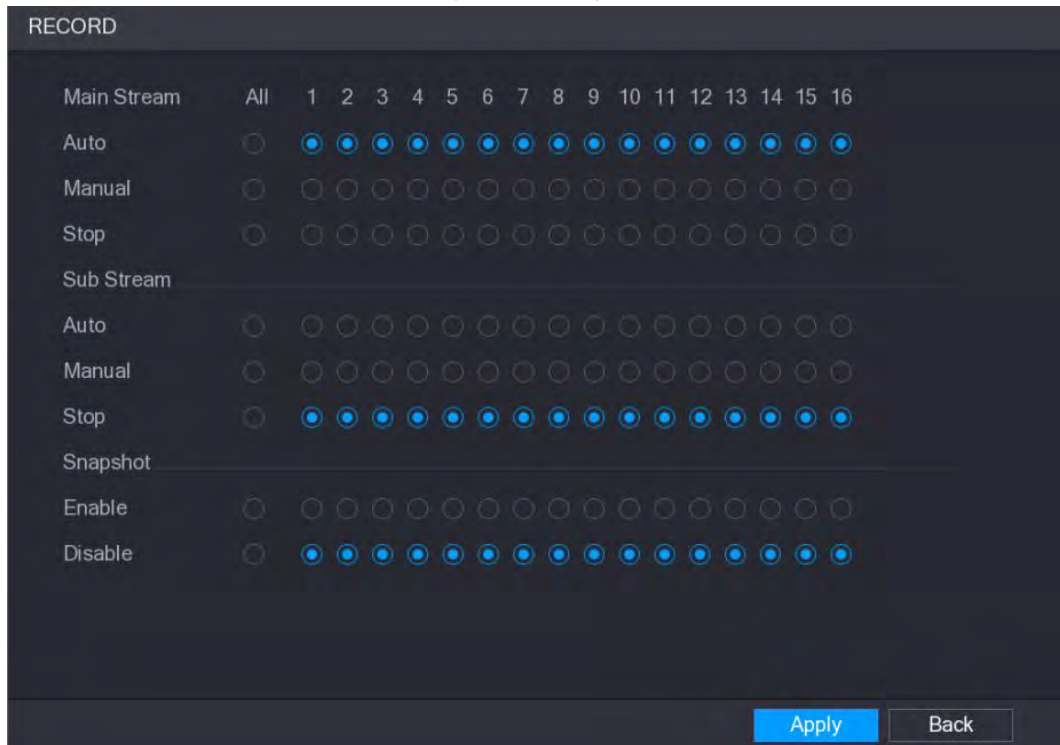 RECORD
Main Stream All 1 2 3 4 5 6 7 8 9 10 11 12 13 14 15 16
Auto
Manual
Stop
Sub Stream
Auto
Manual
Stop
Snapshot
Enable
Disable
Apply Back